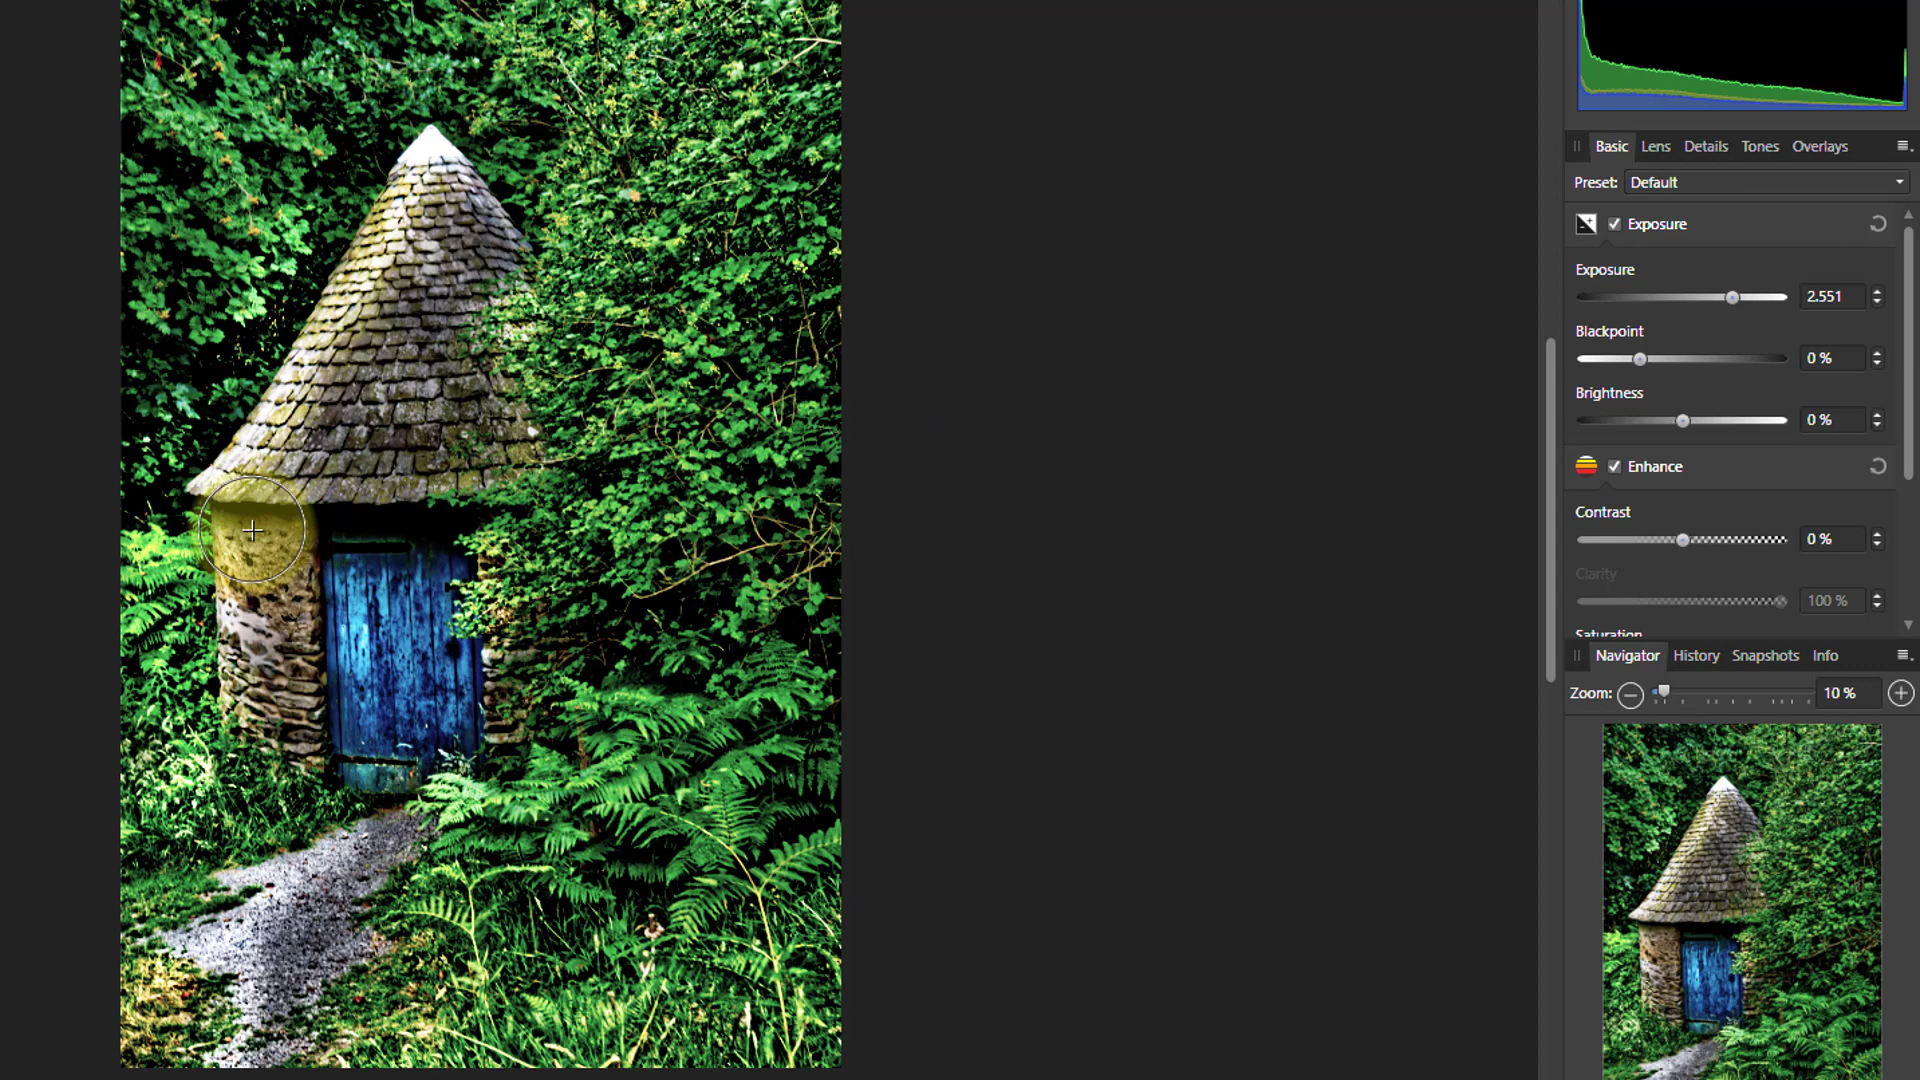 Basic Lens Details Tones Overlays
Preset: Default
Exposure
Exposure
2.551
Blackpoint
0 %
Brightness
0 %
Enhance
Contrast
0 %
Clarity
100 %
Saturation
Navigator History Snapshots Info
Zoom: 10 %